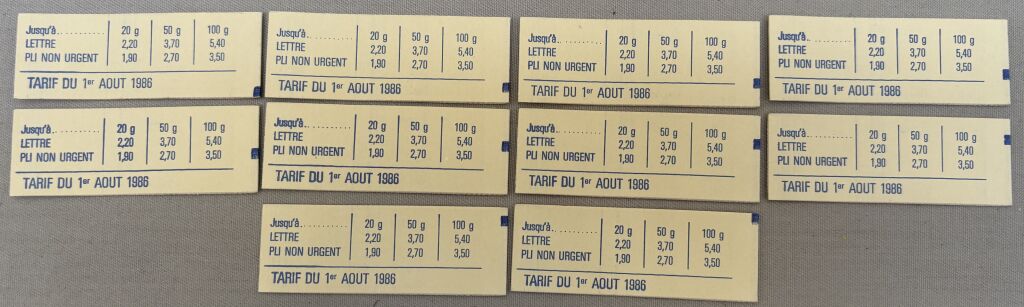 Jusqu'à.......... 20 g 50 g 100 g
LETTRE 2,20 3,70 5,40
PLI NON URGENT 1,90 2,70 3,50
TARIF DU 1er AOUT 1986
Jusqu'à.......... 20 g 50 g 100 g
LETTRE 2,20 3,70 5,40
PLI NON URGENT 1,90 2,70 3,50
TARIF DU 1er AOUT 1986
Jusqu'à.......... 20 g 50 g 100 g
LETTRE 2,20 3,70 5,40
PLI NON URGENT 1,90 2,70 3,50
TARIF DU 1er AOUT 1986
Jusqu'à.......... 20 g 50 g 100 g
LETTRE 2,20 3,70 5,40
PLI NON URGENT 1,90 2,70 3,50
TARIF DU 1er AOUT 1986
Jusqu'à.......... 20 g 50 g 100 g
LETTRE 2,20 3,70 5,40
PLI NON URGENT 1,90 2,70 3,50
TARIF DU 1er AOUT 1986
Jusqu'à.......... 20 g 50 g 100 g
LETTRE 2,20 3,70 5,40
PLI NON URGENT 1,90 2,70 3,50
TARIF DU 1er AOUT 1986
Jusqu'à.......... 20 g 50 g 100 g
LETTRE 2,20 3,70 5,40
PLI NON URGENT 1,90 2,70 3,50
TARIF DU 1er AOUT 1986
Jusqu'à.......... 20 g 50 g 100 g
LETTRE 2,20 3,70 5,40
PLI NON URGENT 1,90 2,70 3,50
TARIF DU 1er AOUT 1986
Jusqu'à.......... 20 g 50 g 100 g
LETTRE 2,20 3,70 5,40
PLI NON URGENT 1,90 2,70 3,50
TARIF DU 1er AOUT 1986
Jusqu'à.......... 20 g 50 g 100 g
LETTRE 2,20 3,70 5,40
PLI NON URGENT 1,90 2,70 3,50
TARIF DU 1er AOUT 1986